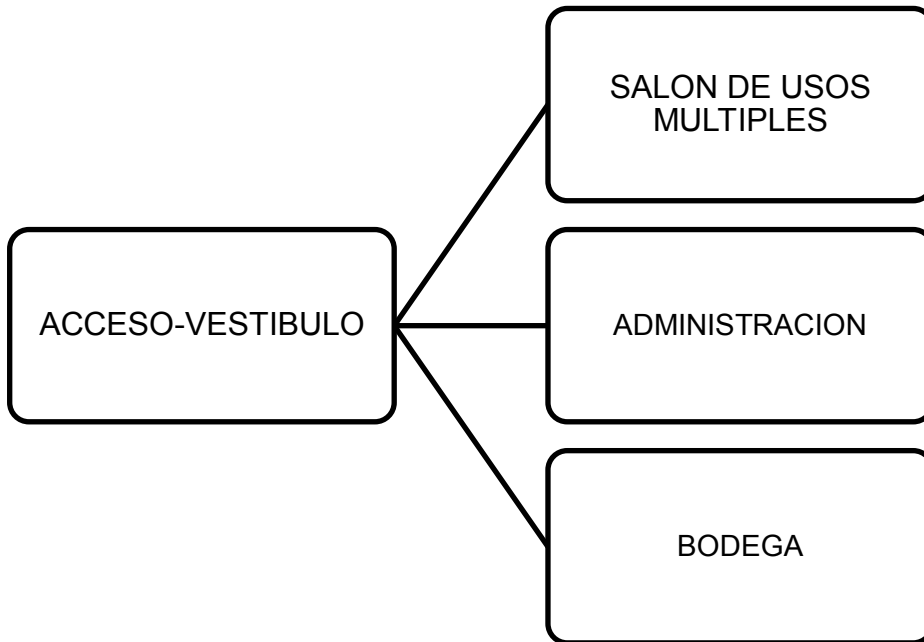 SALON DE USOS
MULTIPLES
ACCESO-VESTIBULO
ADMINISTRACION
BODEGA